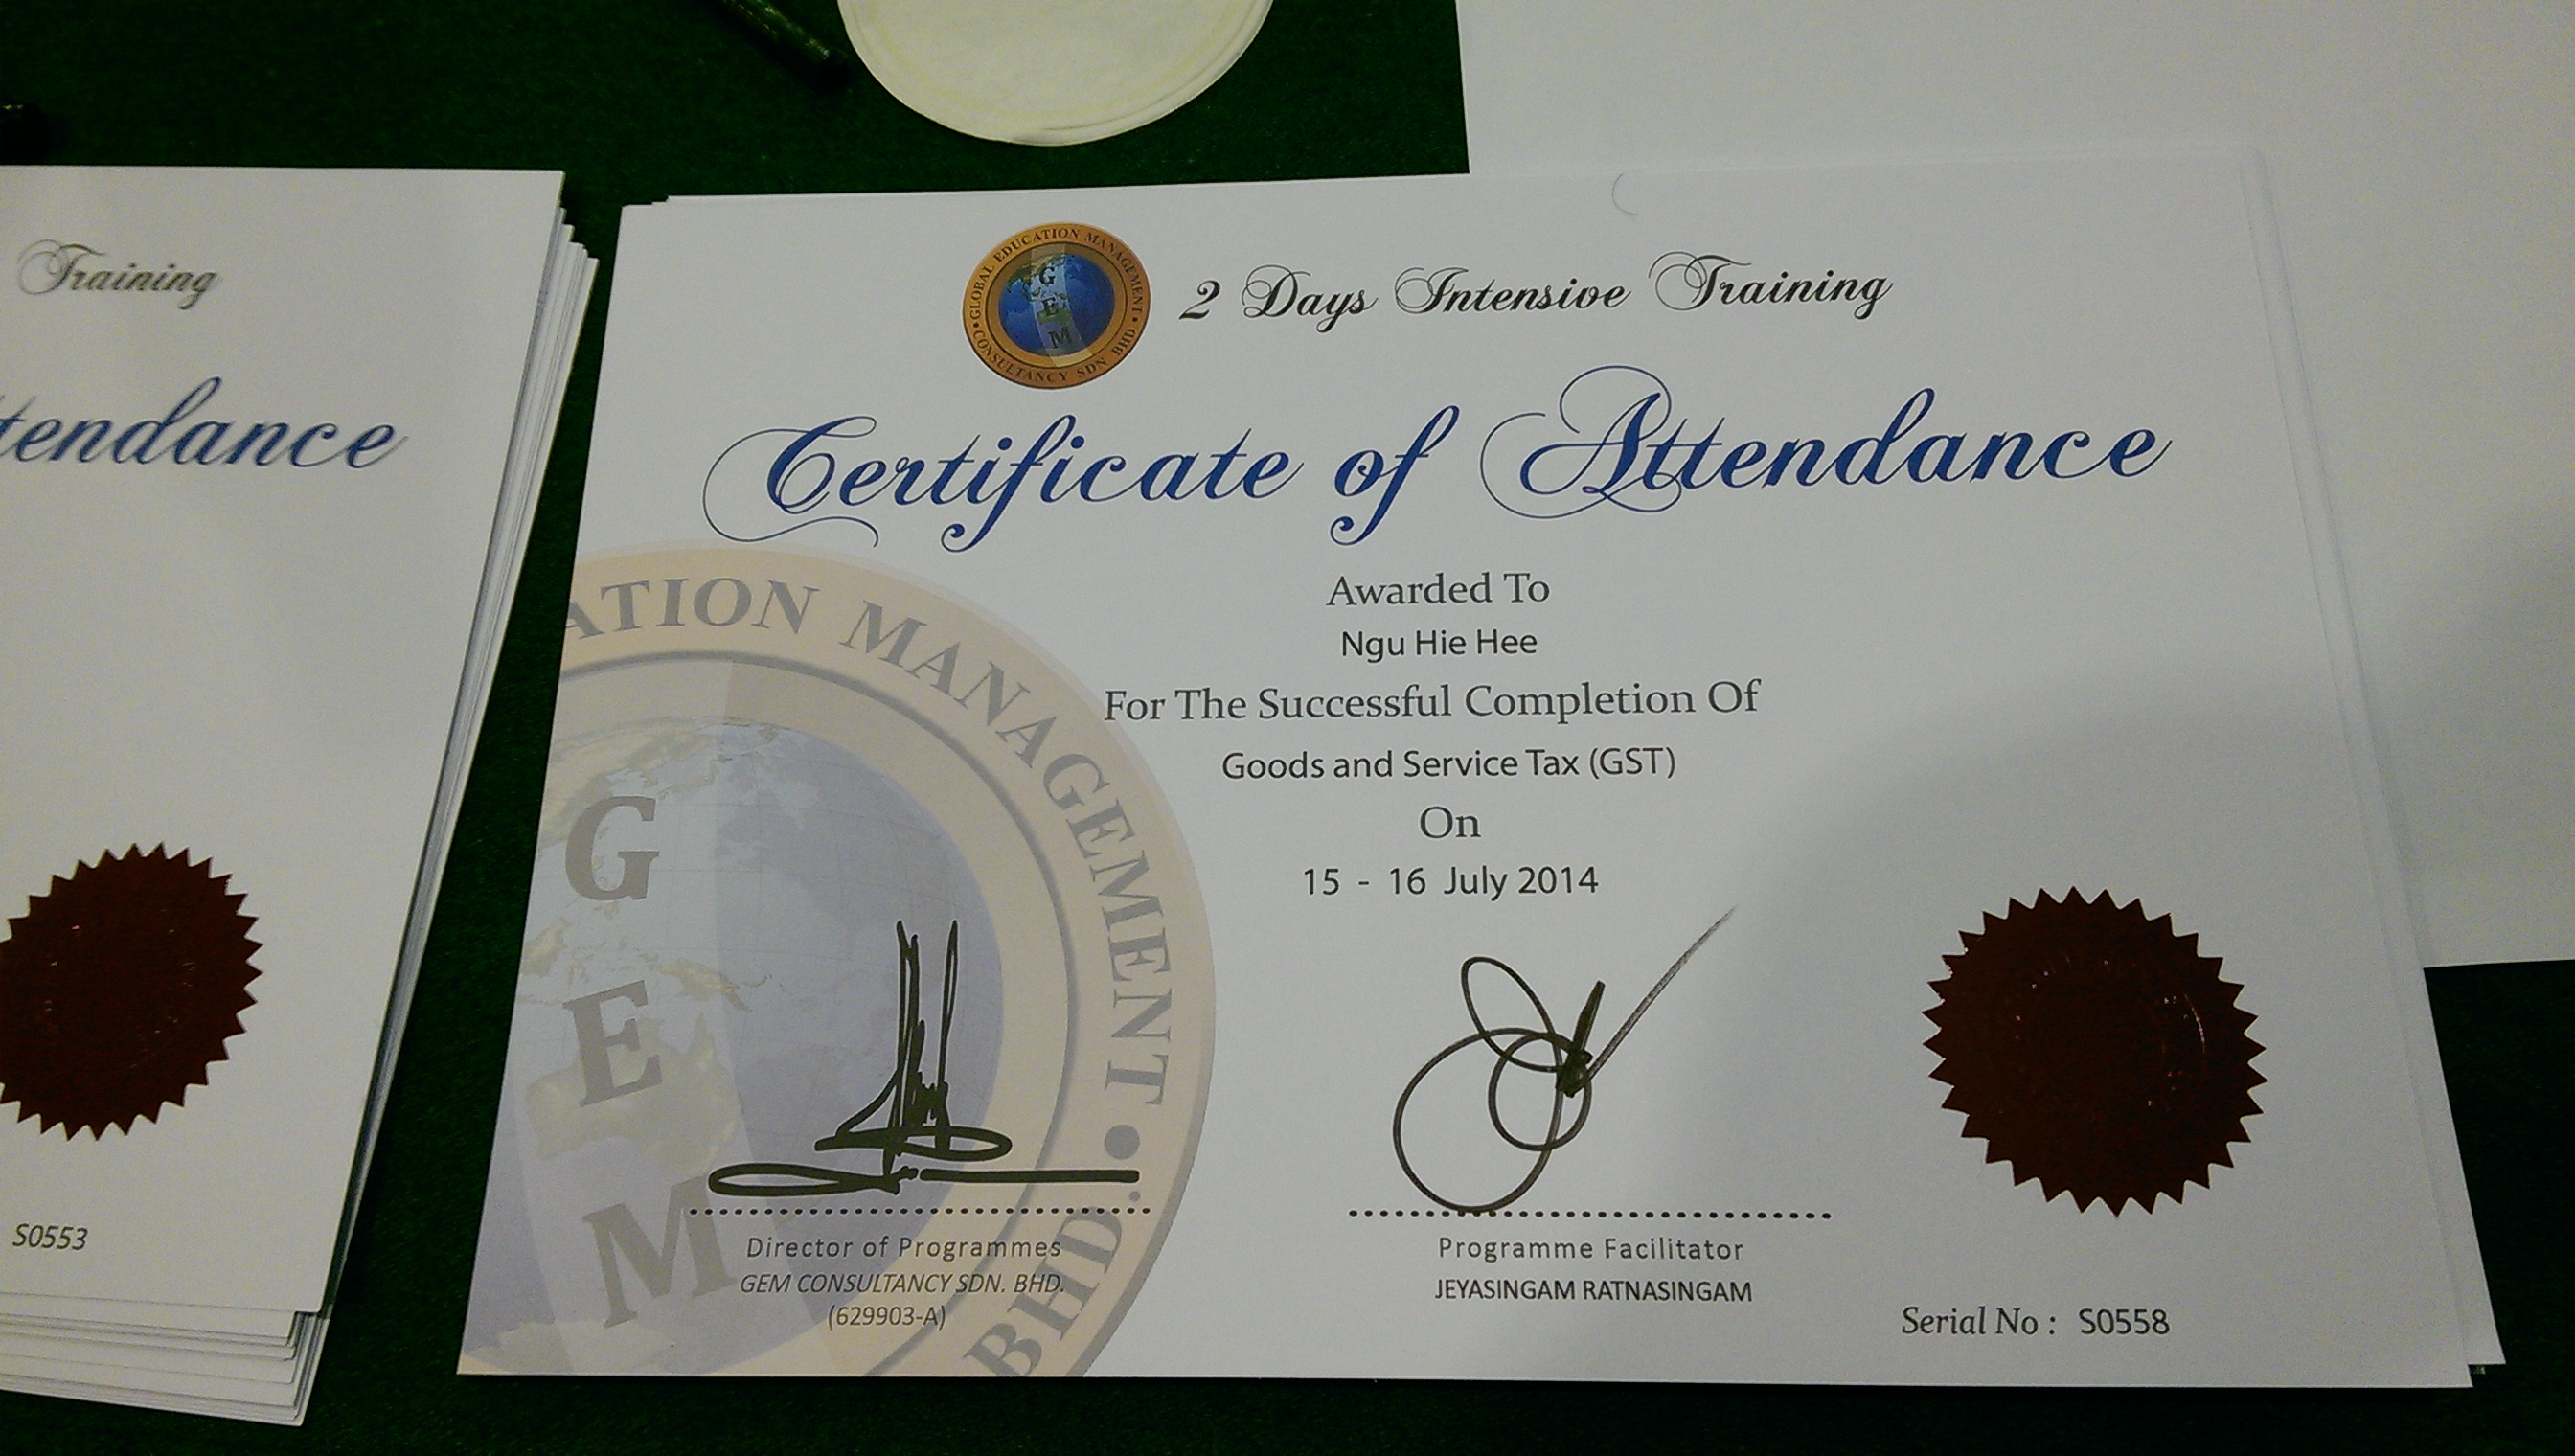 Training
tendance
S0553
GLOBAL EDUCATION MANAGEMENT
CONSULTANCY SDN BHD
G
E
M
2 Days Intensive Training
Certificate of Attendance
Awarded To
Ngu Hie Hee
For The Successful Completion Of
Goods and Service Tax (GST)
On
15 - 16 July 2014
ATION MANAGEMENT
BHD.
G
E
M
Director of Programmes
GEM CONSULTANCY SDN. BHD.
(629903-A)
Programme Facilitator
JEYASINGAM RATNASINGAM
Serial No : S0558